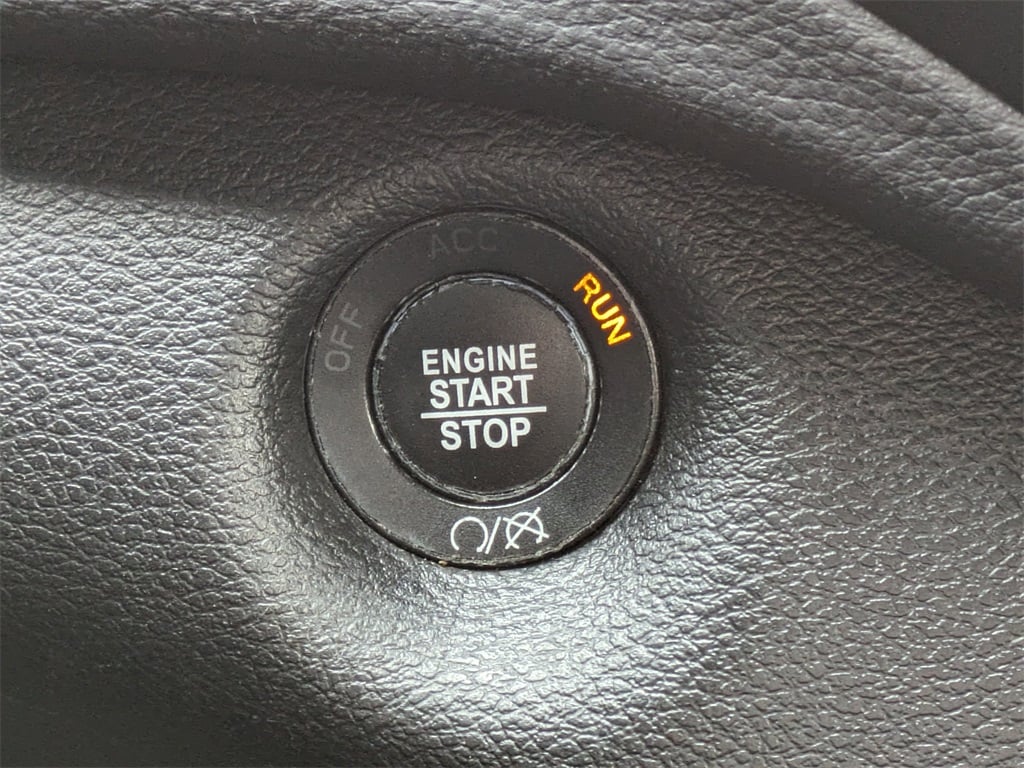 ACC
OFF
RUN
ENGINE
START
STOP